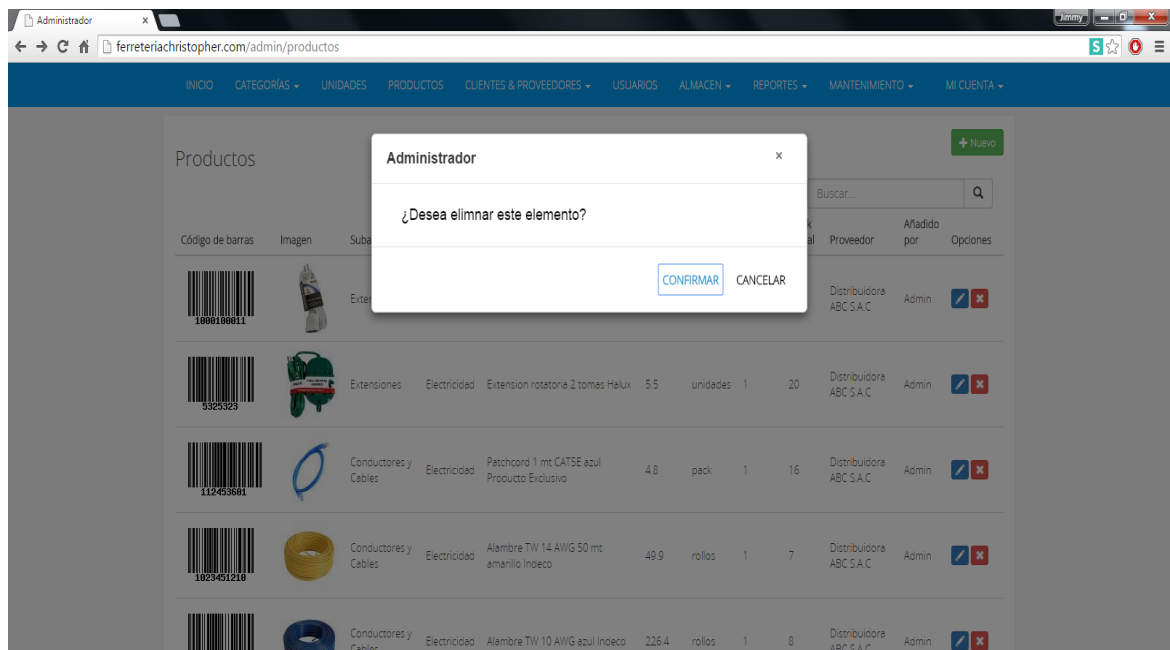 Administrador
Jimmy
ferreteriachristopher.com/admin/productos
INICIO CATEGORÍAS UNIDADES PRODUCTOS CLIENTES & PROVEEDORES USUARIOS ALMACEN REPORTES MANTENIMIENTO MI CUENTA
Productos
Nuevo
Administrador x
¿Desea elimnar este elemento?
CONFIRMAR CANCELAR
Buscar...
Código de barras Imagen Proveedor Añadido por Opciones
1000100011 Distribuidora ABC S.A.C Admin
5325323 Extensiones Electricidad Extension rotatoria 2 tomas Halux 5.5 unidades 1 20 Distribuidora ABC S.A.C Admin
112453601 Conductores y Cables Electricidad Patchcord 1 mt CAT5E azul Producto Exclusivo 4.8 pack 1 16 Distribuidora ABC S.A.C Admin
1023451210 Conductores y Cables Electricidad Alambre TW 14 AWG 50 mt amarillo Indeco 49.9 rollos 1 7 Distribuidora ABC S.A.C Admin
Conductores y Cables Electricidad Alambre TW 10 AWG azul Indeco 226.4 rollos 1 8 Distribuidora ABC S.A.C Admin